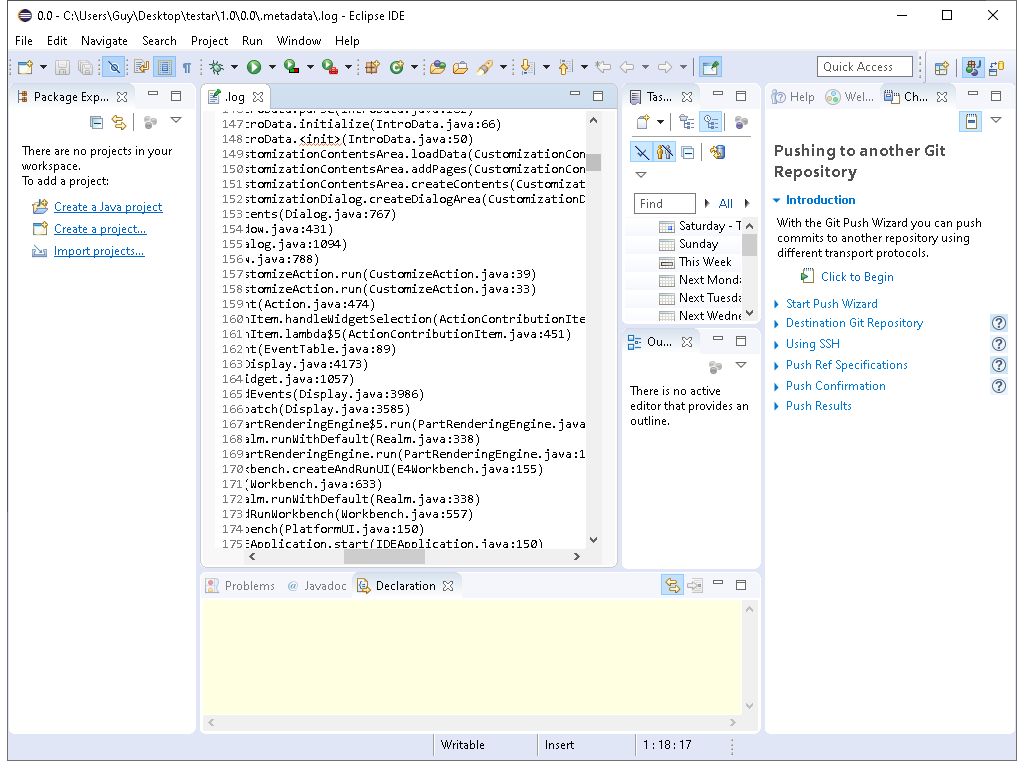 0.0 - C:\Users\Guy\Desktop\testar\1.0\0.0\.metadata\.log - Eclipse IDE
File Edit Navigate Search Project Run Window Help
Quick Access
Package Exp...
There are no projects in your
workspace.
To add a project:
Create a Java project
Create a project...
Import projects...
.log
147 troData.initialize(IntroData.java:66)
148 troData.<init>(IntroData.java:50)
149 stomizationContentsArea.loadData(CustomizationCon
150 stomizationContentsArea.addPages(CustomizationCon
151 stomizationContentsArea.createContents(Customizat
152 stomizationDialog.createDialogArea(CustomizationD
153 tents(Dialog.java:767)
154 dow.java:431)
155 alog.java:1094)
156 w.java:788)
157 stomizeAction.run(CustomizeAction.java:39)
158 stomizeAction.run(CustomizeAction.java:33)
159 nt(Action.java:474)
160 nItem.handleWidgetSelection(ActionContributionIte
161 nItem.lambda$5(ActionContributionItem.java:451)
162 nt(EventTable.java:89)
163 Display.java:4173)
164 idget.java:1057)
165 dEvents(Display.java:3986)
166 patch(Display.java:3585)
167 artRenderingEngine$5.run(PartRenderingEngine.java
168 alm.runWithDefault(Realm.java:338)
169 artRenderingEngine.run(PartRenderingEngine.java:1
170 kbench.createAndRunUI(E4Workbench.java:155)
171 (Workbench.java:633)
172 alm.runWithDefault(Realm.java:338)
173 dRunWorkbench(Workbench.java:557)
174 bench(PlatformUI.java:150)
175 EApplication.start(IDEApplication.java:150)
Tas...
Find All
Saturday - T
Sunday
This Week
Next Monda
Next Tuesda
Next Wedne
Ou...
There is no active
editor that provides an
outline.
Help Wel... Ch...
Pushing to another Git
Repository
Introduction
With the Git Push Wizard you can push
commits to another repository using
different transport protocols.
Click to Begin
Start Push Wizard
Destination Git Repository
Using SSH
Push Ref Specifications
Push Confirmation
Push Results
Problems @ Javadoc Declaration
Writable Insert 1 : 18 : 17